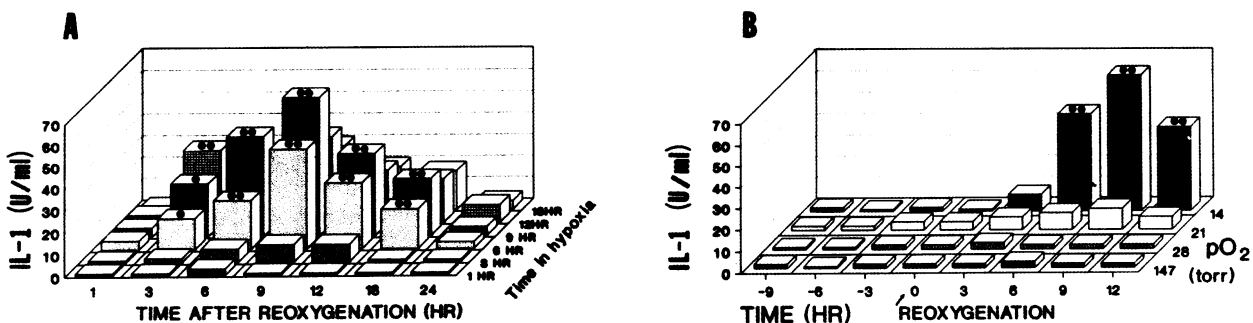 A
IL-1 (U/ml)
70
60
50
40
30
20
10
0
1 3 6 9 12 18 24
TIME AFTER REOXYGENATION (HR)
18HR
12HR
9 HR
6 HR
3 HR
1 HR
Time in hypoxia
B
IL-1 (U/ml)
70
60
50
40
30
20
10
0
-9 -6 -3 0 3 6 9 12
TIME (HR) REOXYGENATION
14
21
28
147
pO2
(torr)